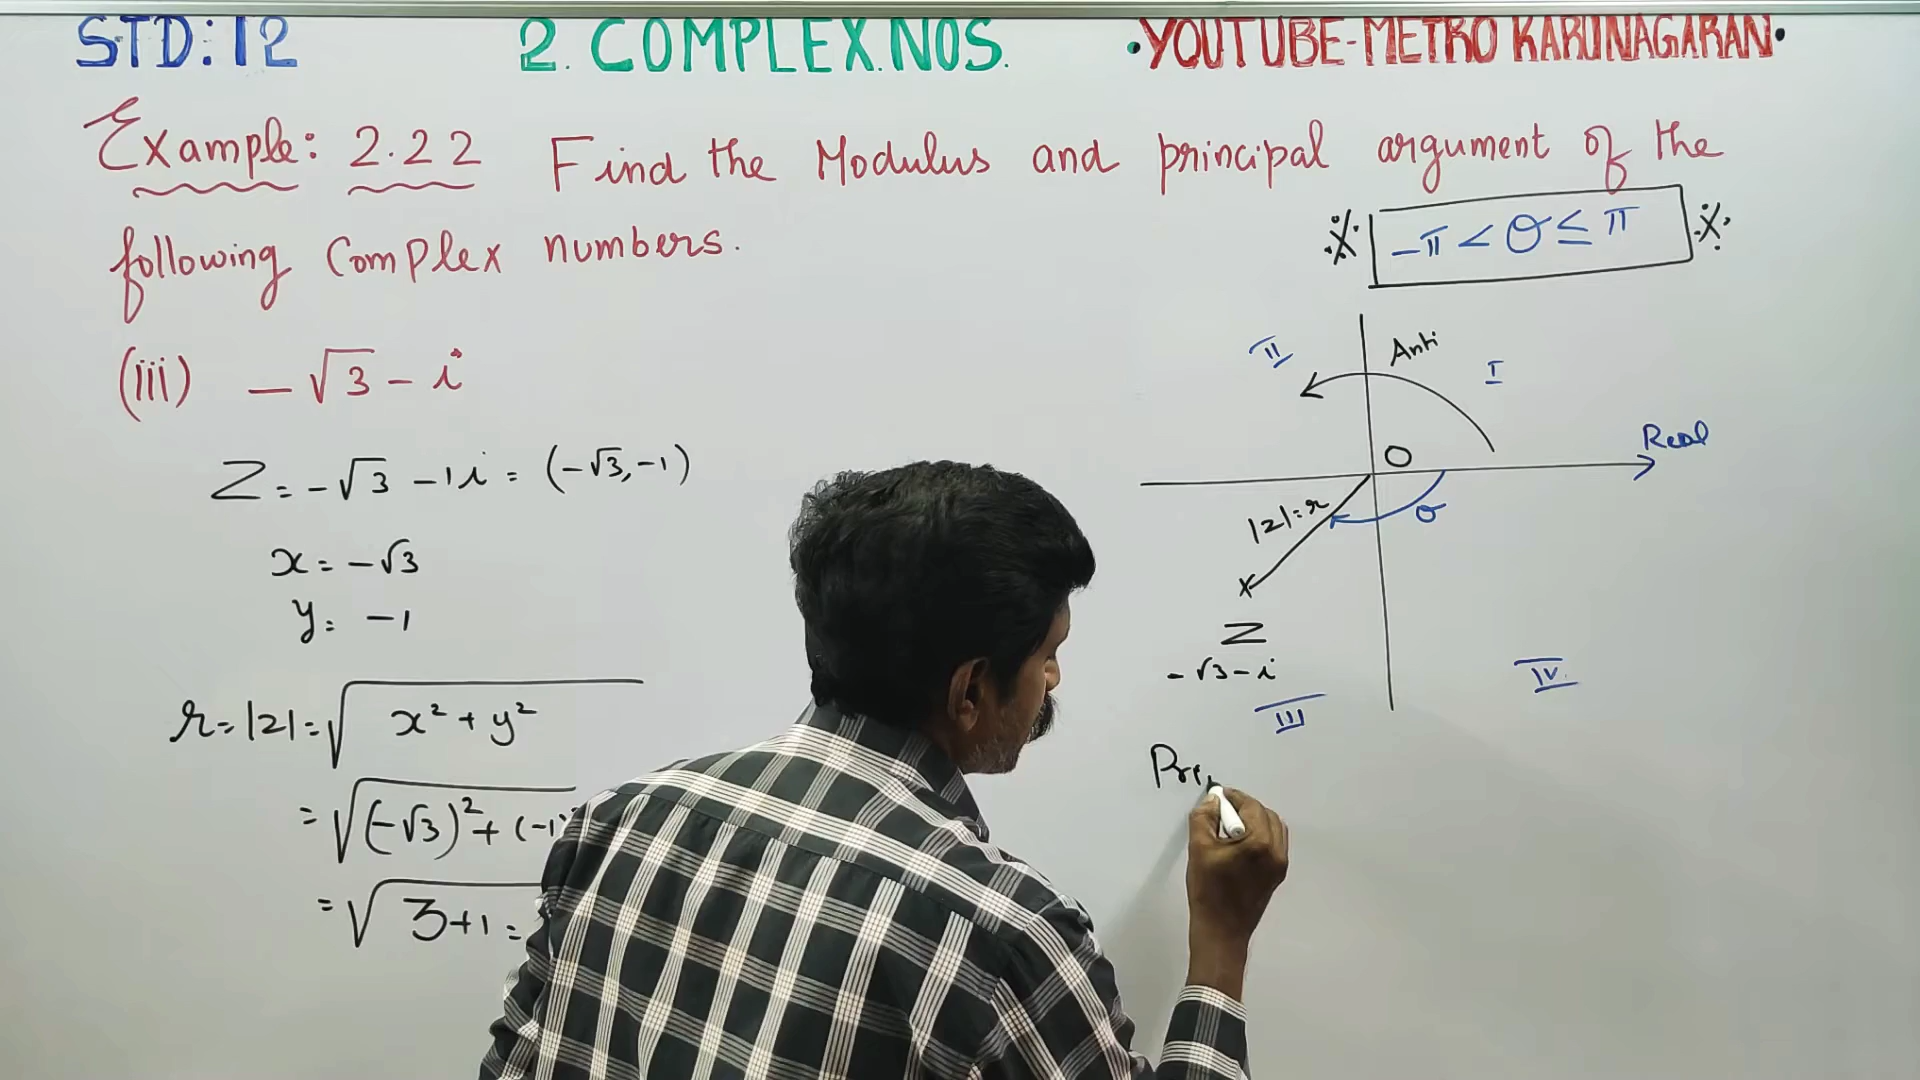 STD: 12
2. COMPLEX.NOS.
•YOUTUBE-METRO KARUNAGARAN•
Example: 2.22 Find the Modulus and principal argument of the
following Complex numbers.
-π < θ ≤ π
(iii) -√3 - i
Z = -√3 - 1i = (-√3, -1)
x = -√3
y = -1
r = |z| = √x² + y²
= √(-√3)² + (-1)
= √3+1 =
Anti
II
I
Real
O
|z| = r
θ
Z
-√3 - i
III
IV